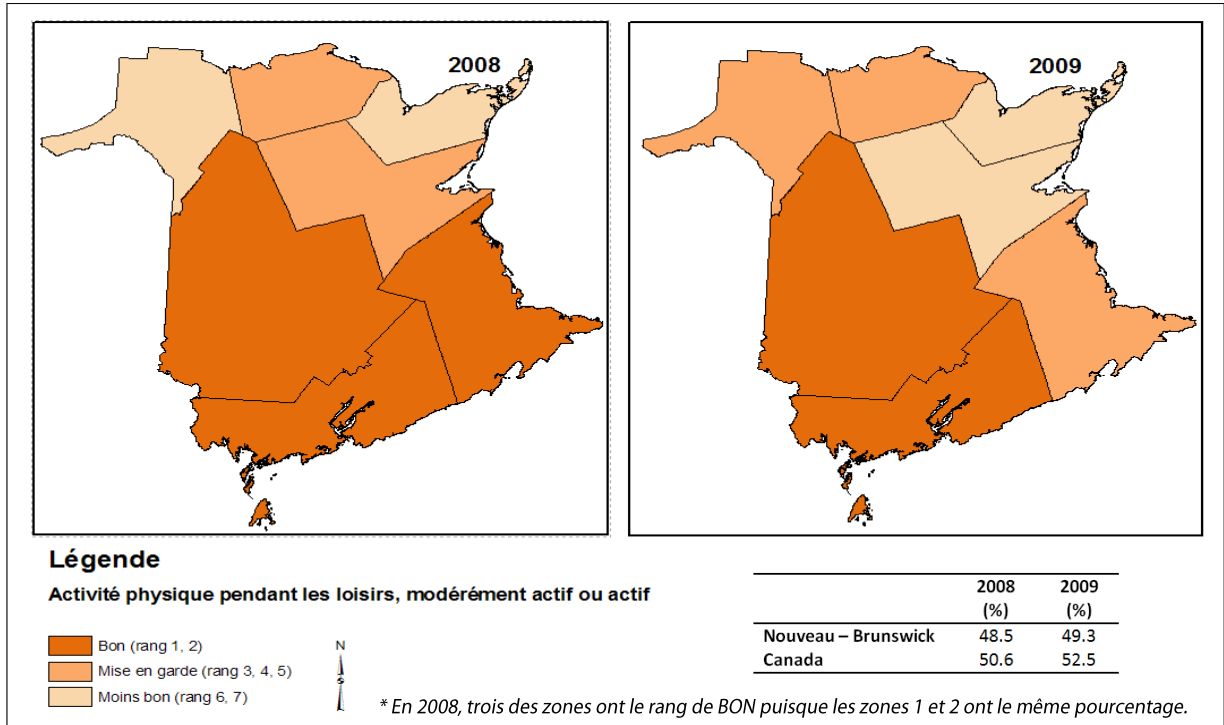 2008
2009
Légende
Activité physique pendant les loisirs, modérément actif ou actif
Bon (rang 1, 2)
Mise en garde (rang 3, 4, 5)
Moins bon (rang 6, 7)
N
S
2008 2009
(%) (%)
Nouveau – Brunswick 48.5 49.3
Canada 50.6 52.5
* En 2008, trois des zones ont le rang de BON puisque les zones 1 et 2 ont le même pourcentage.